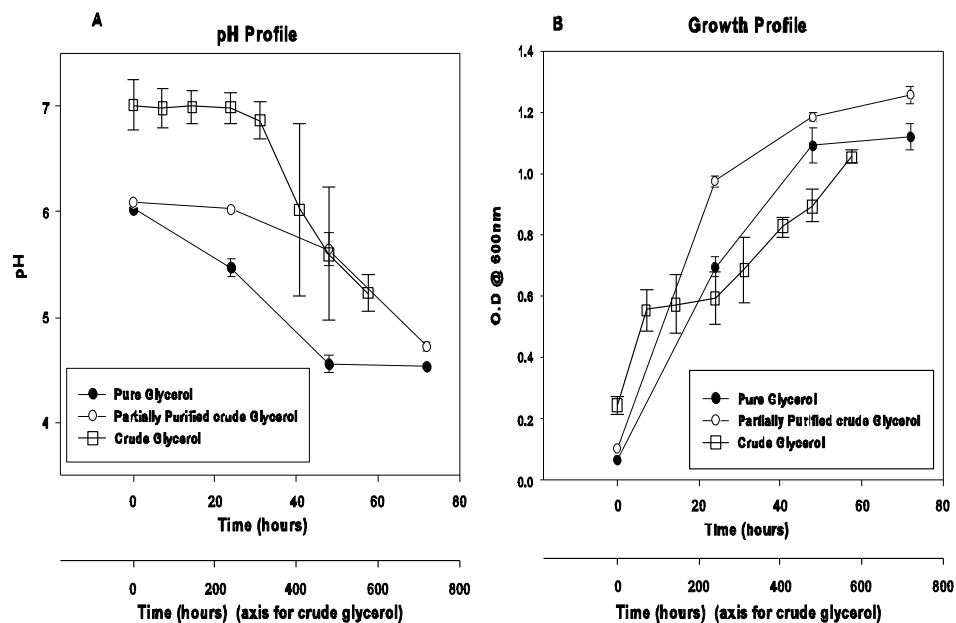 A
pH Profile
7
6
5
4
pH
Pure Glycerol
Partially Purified crude Glycerol
Crude Glycerol
0 20 40 60 80
Time (hours)
0 200 400 600 800
Time (hours) (axis for crude glycerol)
B
Growth Profile
1.4
1.2
1.0
0.8
0.6
0.4
0.2
0.0
O.D @ 600nm
Pure Glycerol
Partially Purified crude Glycerol
Crude Glycerol
0 20 40 60 80
Time (hours)
0 200 400 600 800
Time (hours) (axis for crude glycerol)